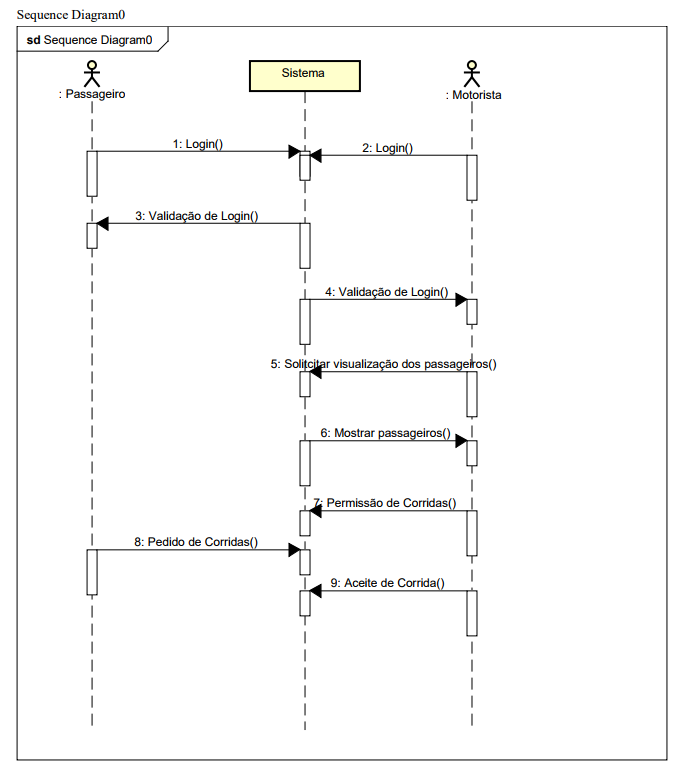 Sequence Diagram0
sd Sequence Diagram0
: Passageiro
Sistema
: Motorista
1: Login()
2: Login()
3: Validação de Login()
4: Validação de Login()
5: Solitcitar visualização dos passageiros()
6: Mostrar passageiros()
7: Permissão de Corridas()
8: Pedido de Corridas()
9: Aceite de Corrida()